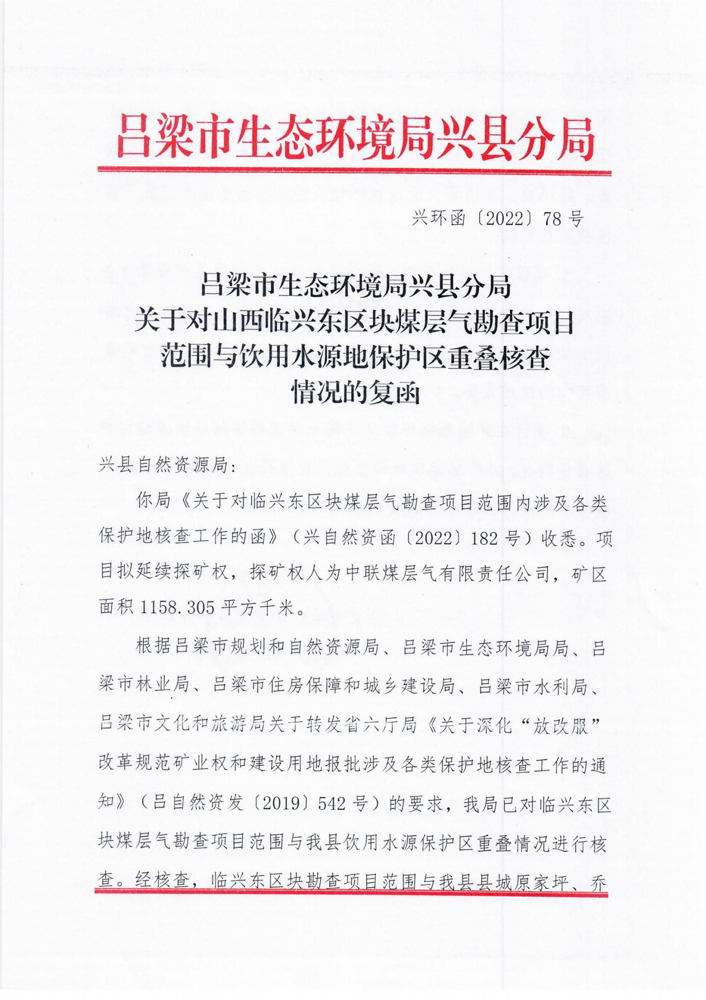 吕梁市生态环境局兴县分局
兴环函〔2022〕78号
吕梁市生态环境局兴县分局
关于对山西临兴东区块煤层气勘查项目
范围与饮用水源地保护区重叠核查
情况的复函
兴县自然资源局:
你局《关于对临兴东区块煤层气勘查项目范围内涉及各类
保护地核查工作的函》（兴自然资函〔2022〕182号）收悉。项
目拟延续探矿权，探矿权人为中联煤层气有限责任公司，矿区
面积1158.305平方千米。
根据吕梁市规划和自然资源局、吕梁市生态环境局局、吕
梁市林业局、吕梁市住房保障和城乡建设局、吕梁市水利局、
吕梁市文化和旅游局关于转发省六厅局《关于深化“放改服”
改革规范矿业权和建设用地报批涉及各类保护地核查工作的通
知》（吕自然资发〔2019〕542号）的要求，我局已对临兴东区
块煤层气勘查项目范围与我县饮用水源保护区重叠情况进行核
查。经核查，临兴东区块勘查项目范围与我县县城原家坪、乔